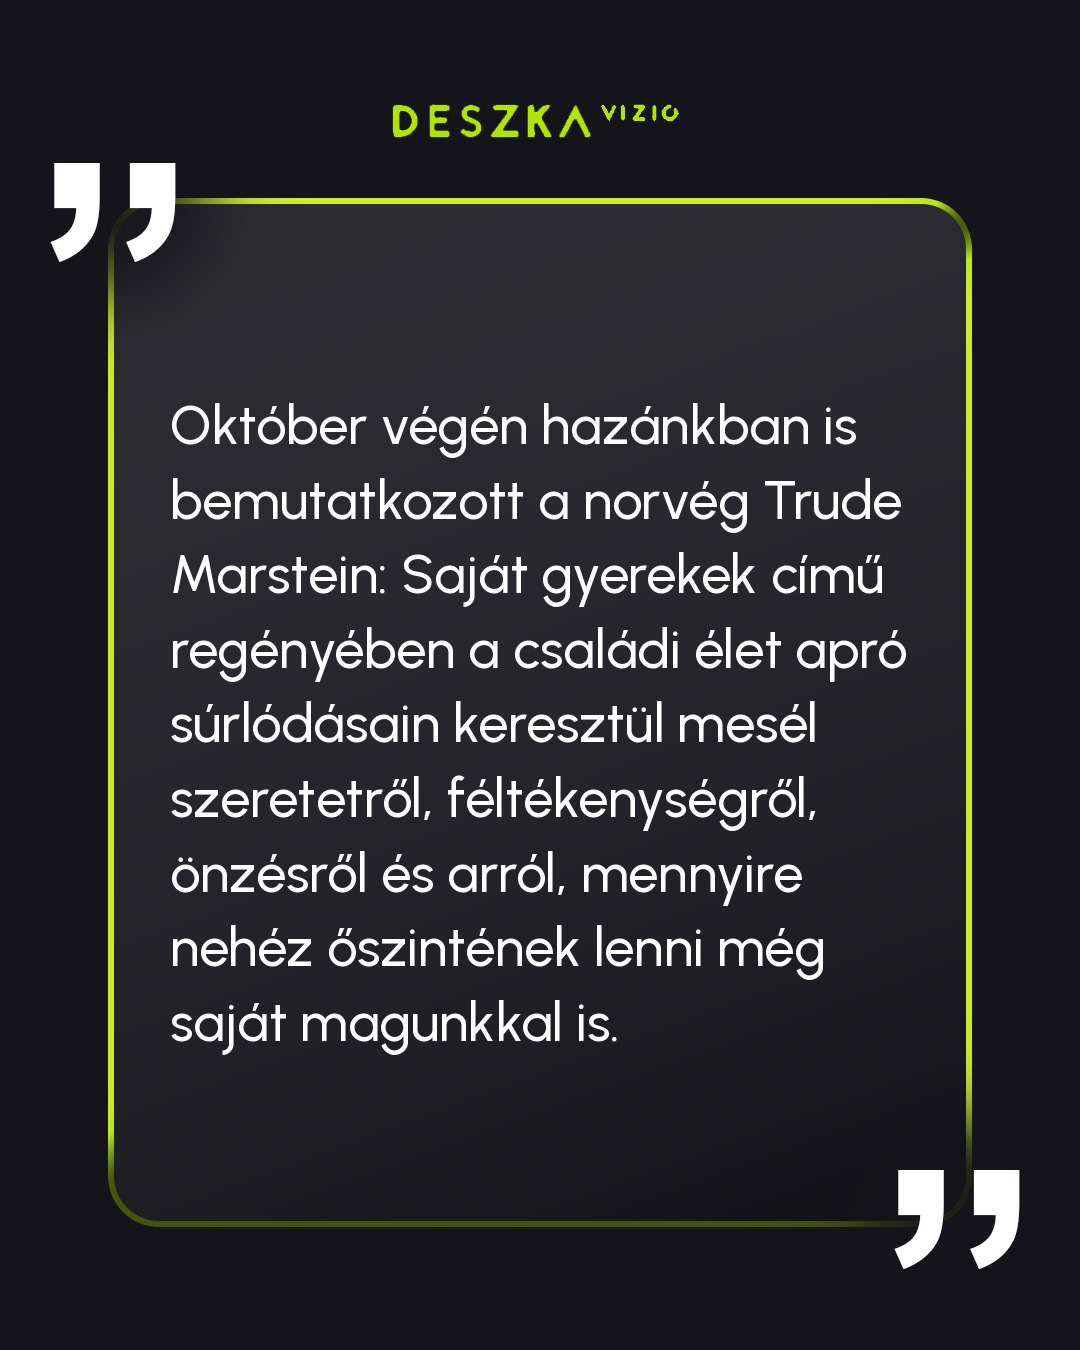 DESZKA VIZIO
”
Október végén hazánkban is
bemutatkozott a norvég Trude
Marstein: Saját gyerekek című
regényében a családi élet apró
súrlódásain keresztül mesél
szeretetről, féltékenységről,
önzésről és arról, mennyire
nehéz őszintének lenni még
saját magunkkal is.
”